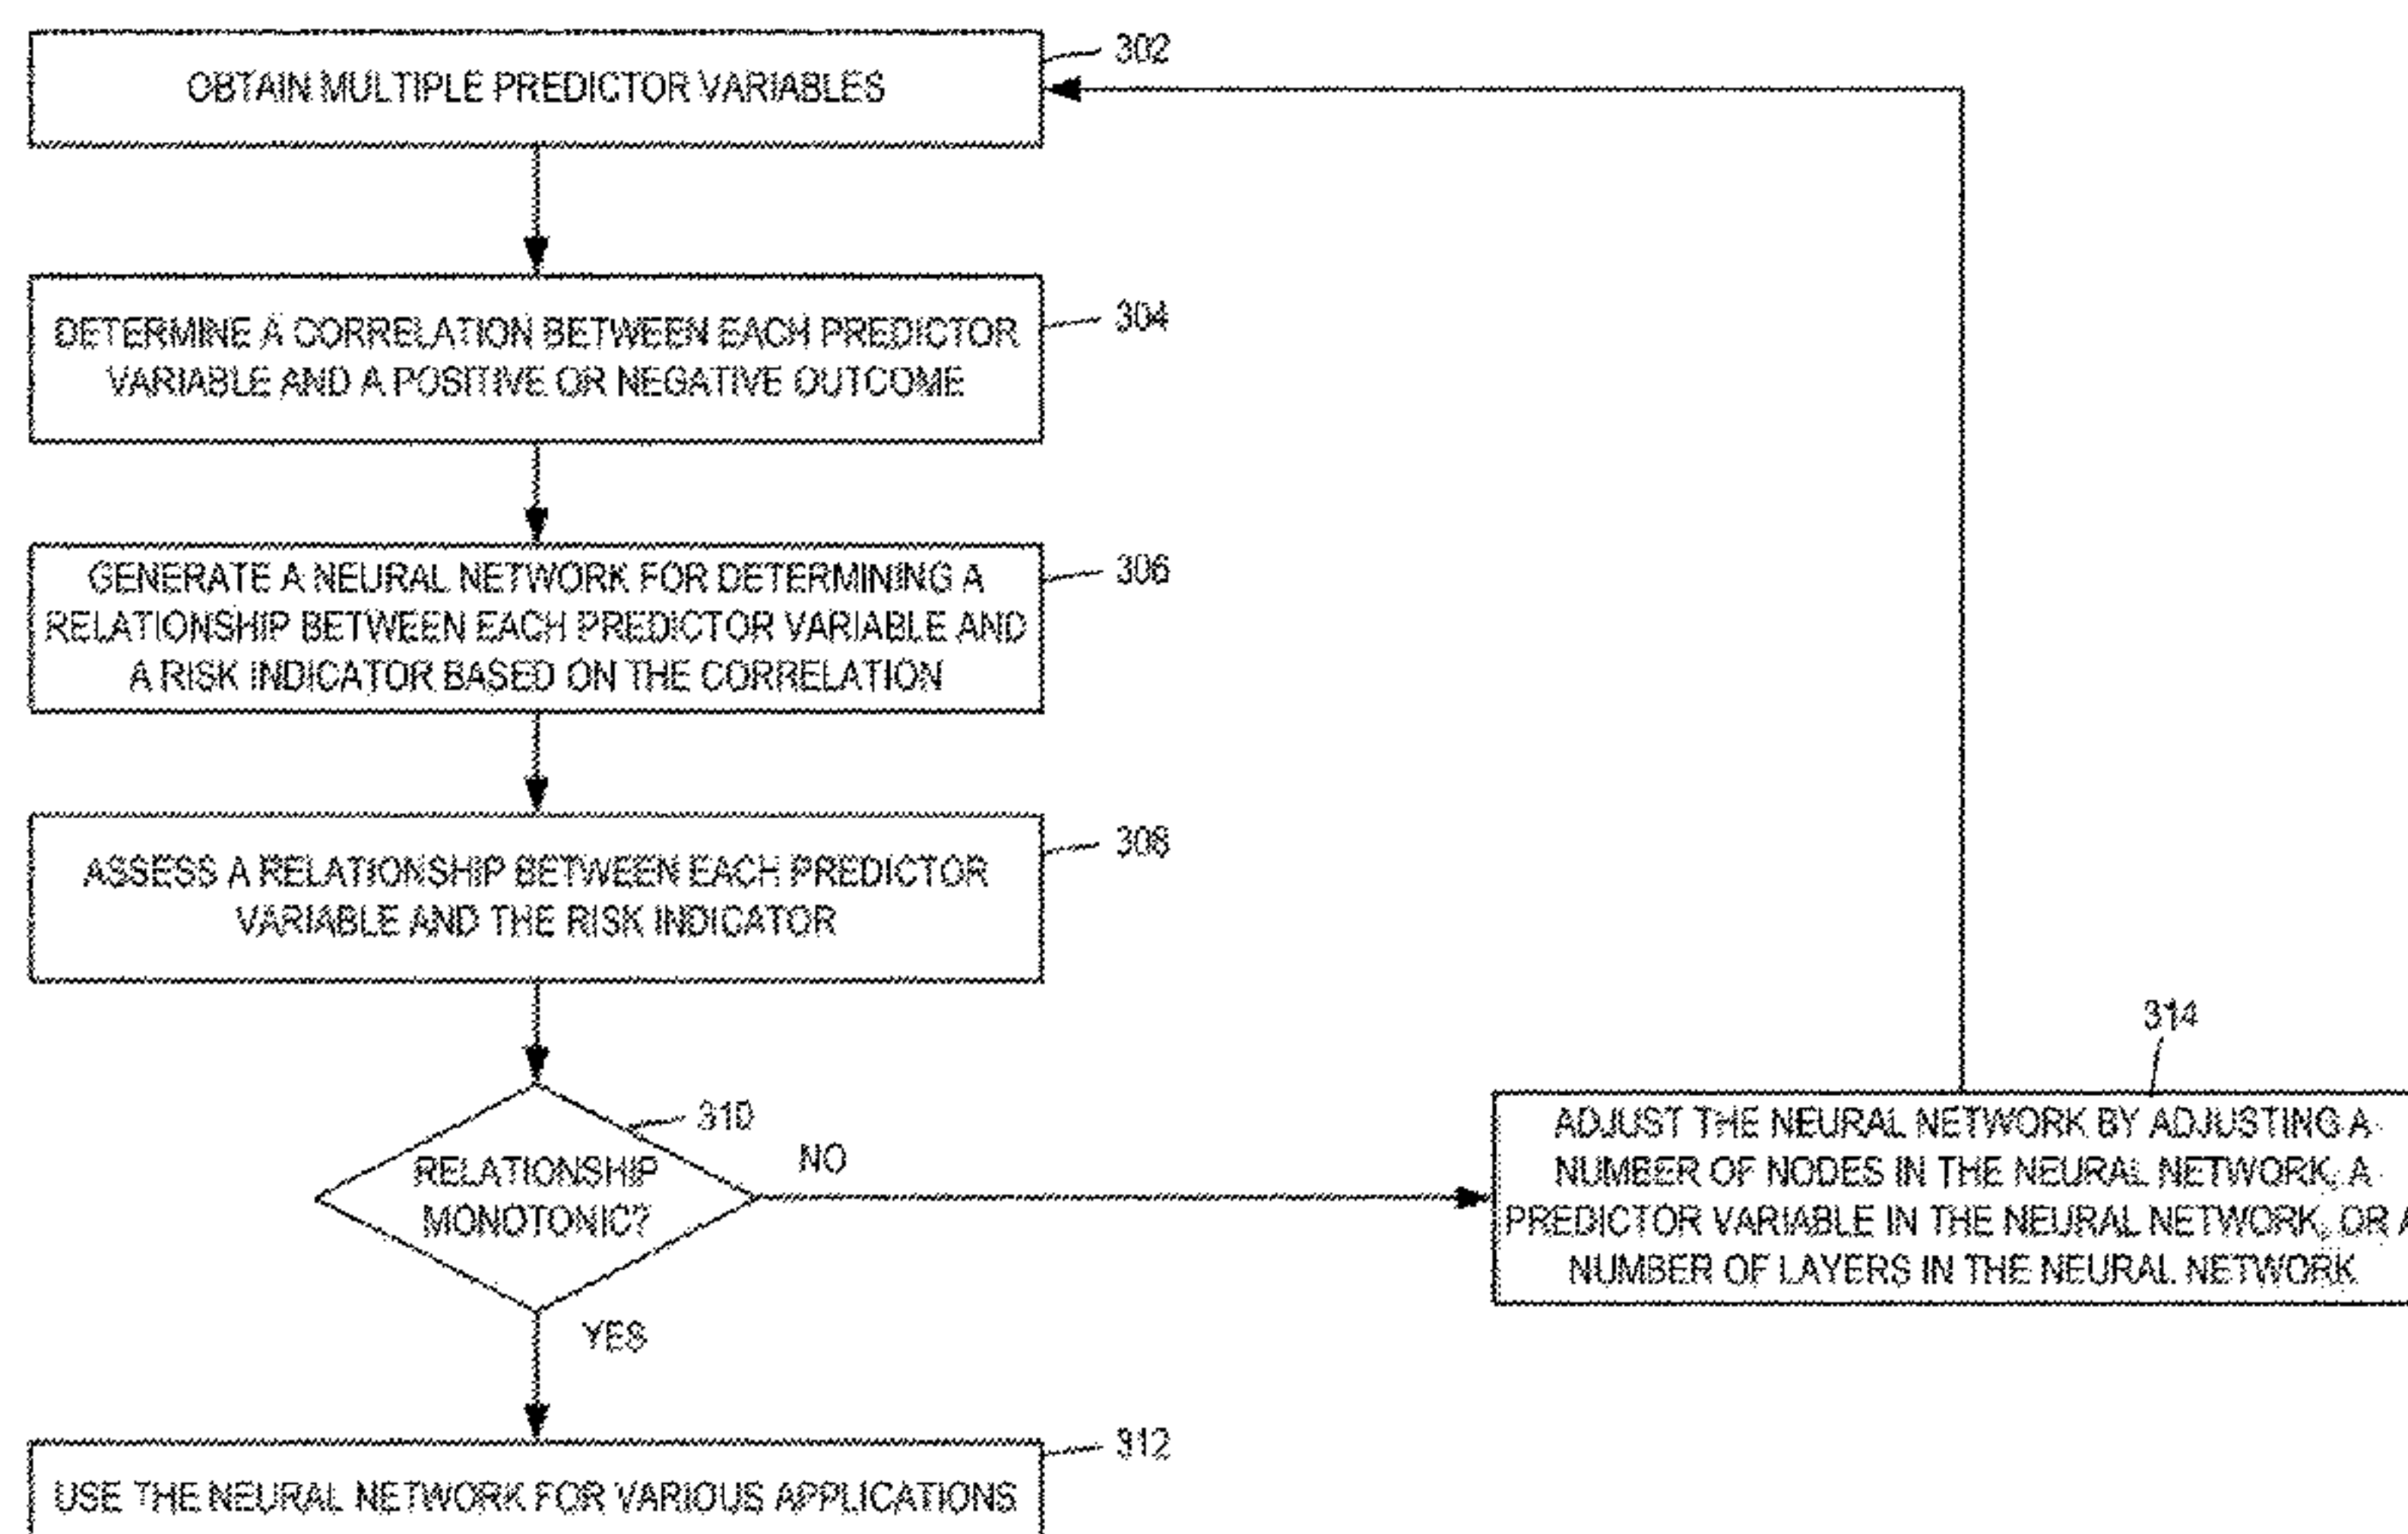 OBTAIN MULTIPLE PREDICTOR VARIABLES
302
DETERMINE A CORRELATION BETWEEN EACH PREDICTOR
VARIABLE AND A POSITIVE OR NEGATIVE OUTCOME
304
GENERATE A NEURAL NETWORK FOR DETERMINING A
RELATIONSHIP BETWEEN EACH PREDICTOR VARIABLE AND
A RISK INDICATOR BASED ON THE CORRELATION
306
ASSESS A RELATIONSHIP BETWEEN EACH PREDICTOR
VARIABLE AND THE RISK INDICATOR
308
RELATIONSHIP
MONOTONIC?
310
NO
YES
314
ADJUST THE NEURAL NETWORK BY ADJUSTING A
NUMBER OF NODES IN THE NEURAL NETWORK, A
PREDICTOR VARIABLE IN THE NEURAL NETWORK, OR A
NUMBER OF LAYERS IN THE NEURAL NETWORK
USE THE NEURAL NETWORK FOR VARIOUS APPLICATIONS
312